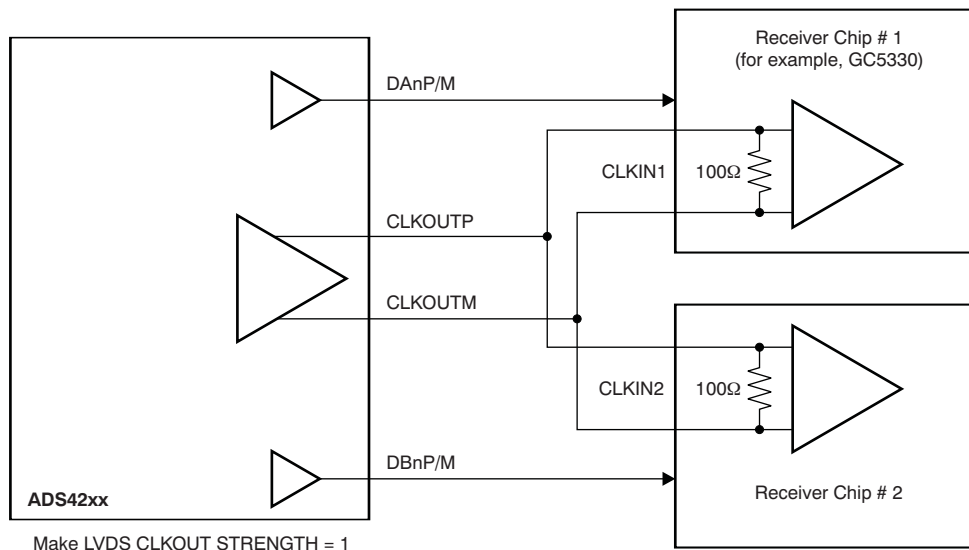 Receiver Chip # 1
(for example, GC5330)
DAnP/M
CLKIN1
100Ω
CLKOUTP
CLKOUTM
CLKIN2
100Ω
DBnP/M
ADS42xx
Receiver Chip # 2
Make LVDS CLKOUT STRENGTH = 1